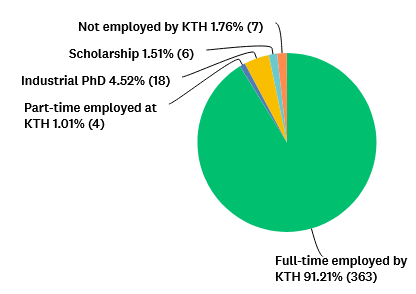 Not employed by KTH 1.76% (7)
Scholarship 1.51% (6)
Industrial PhD 4.52% (18)
Part-time employed at
KTH 1.01% (4)
Full-time employed by
KTH 91.21% (363)